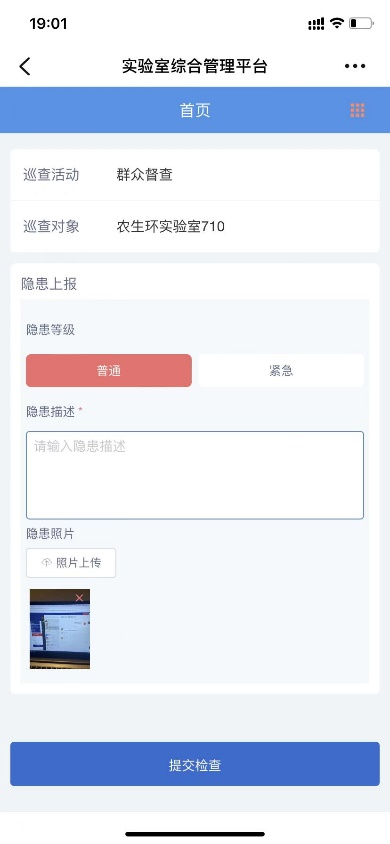 19:01
实验室综合管理平台
首页
巡查活动 群众督查
巡查对象 农生环实验室710
隐患上报
隐患等级
普通 紧急
隐患描述 *
请输入隐患描述
隐患照片
照片上传
提交检查